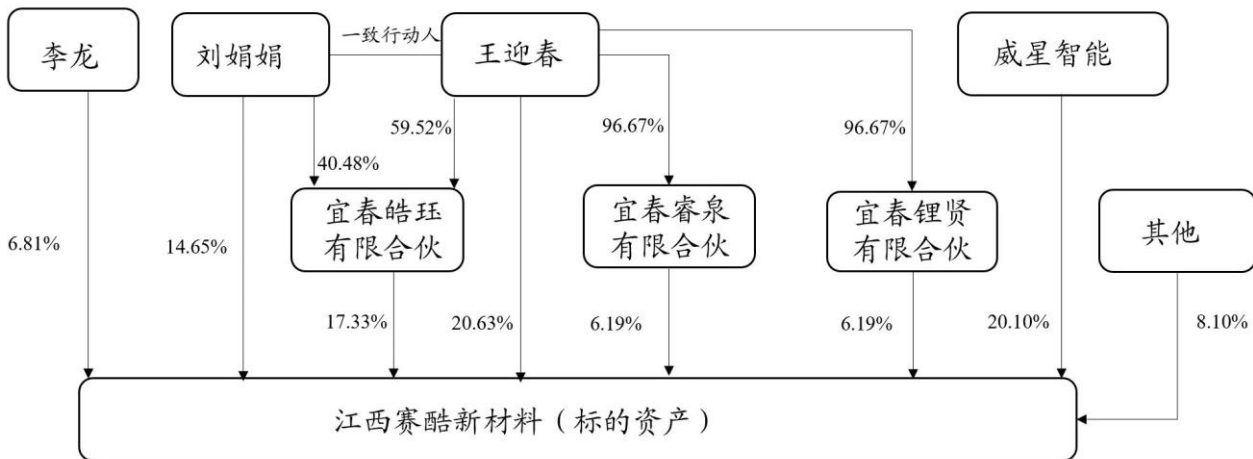 李龙
刘娟娟
一致行动人
王迎春
威星智能
59.52%
96.67%
96.67%
40.48%
宜春皓珏
有限合伙
宜春睿泉
有限合伙
宜春锂贤
有限合伙
其他
6.81%
14.65%
17.33%
20.63%
6.19%
6.19%
20.10%
8.10%
江西赛酷新材料（标的资产）